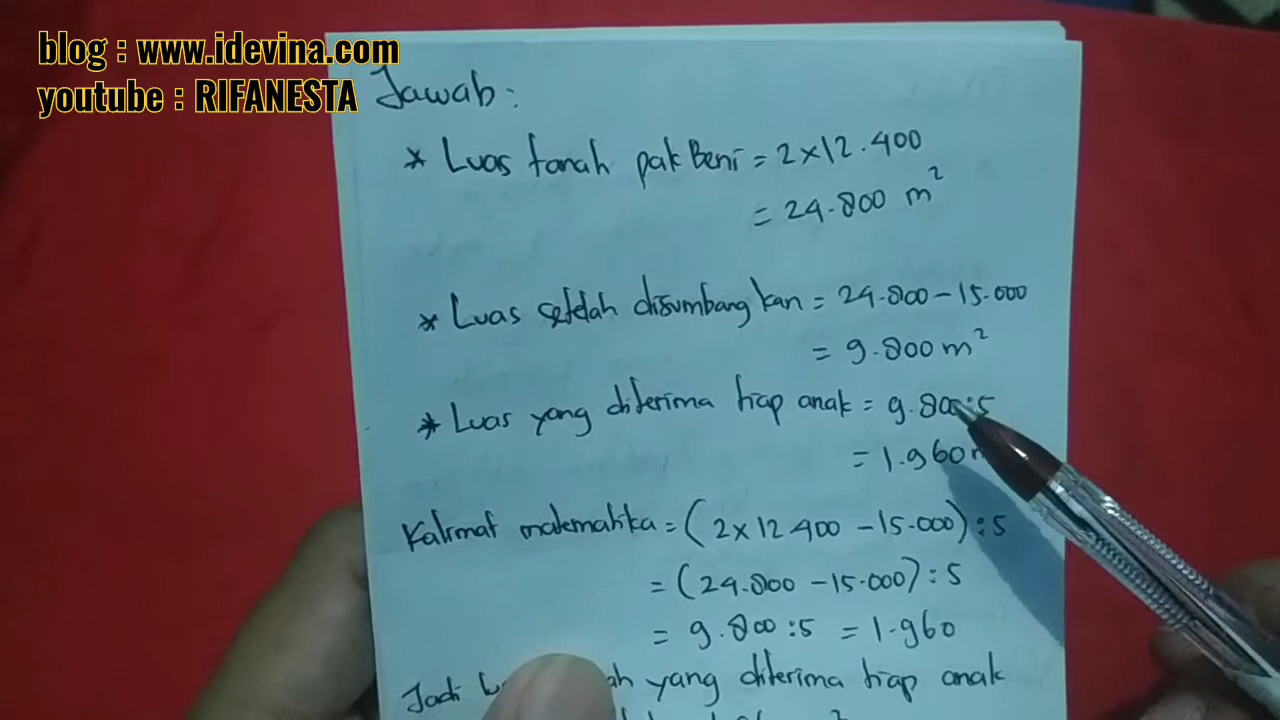 blog : www.idevina.com
youtube : RIFANESTA
Jawab:
* Luas tanah pak Beni = 2 x 12.400
= 24.800 m²
* Luas setelah disumbangkan = 24.800 - 15.000
= 9.800 m²
* Luas yang diterima tiap anak = 9.800:5
= 1.960
Kalimat matematika = (2 x 12 400 - 15.000) : 5
= (24.800 - 15.000) : 5
= 9.800 : 5 = 1.960
Jadi yang diterima tiap anak